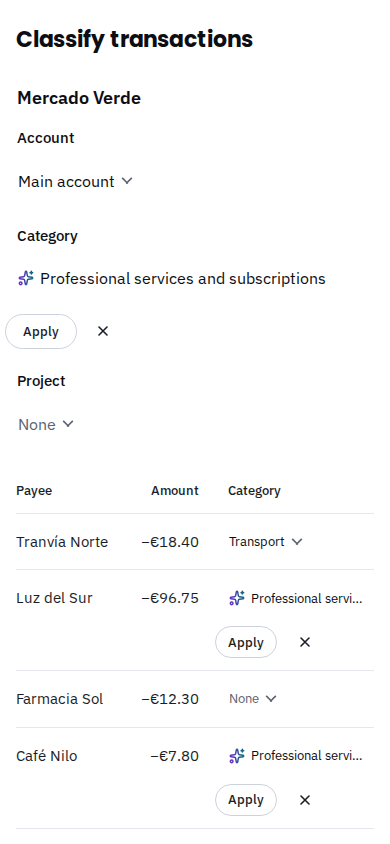 Classify transactions
Mercado Verde
Account
Main account
Category
Professional services and subscriptions
Apply
Project
None
Payee Amount Category
Tranvía Norte −€18.40 Transport
Luz del Sur −€96.75 Professional servi...
Apply
Farmacia Sol −€12.30 None
Café Nilo −€7.80 Professional servi...
Apply